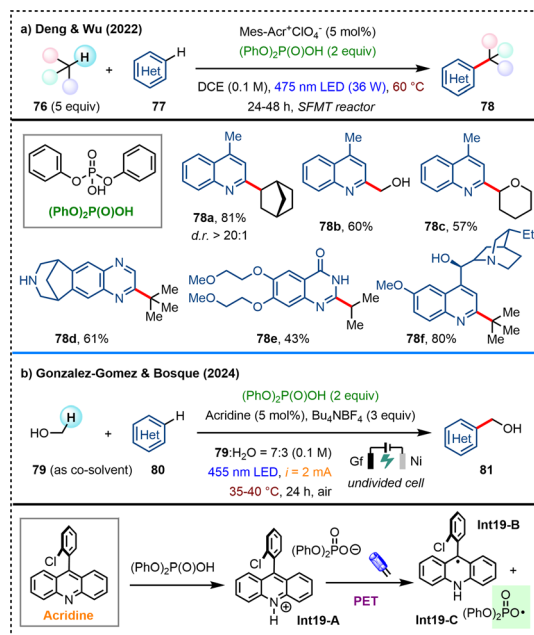 a) Deng & Wu (2022)
H
76 (5 equiv)
+
Het
H
77
Mes-Acr⁺ClO₄⁻ (5 mol%)
(PhO)₂P(O)OH (2 equiv)
DCE (0.1 M), 475 nm LED (36 W), 60 °C
24-48 h, SFMT reactor
Het
78
O
O P O
OH
(PhO)₂P(O)OH
Me
N
78a, 81%
d.r. > 20:1
Me
N
OH
78b, 60%
Me
N
O
78c, 57%
HN
N
N
Me
Me
Me
78d, 61%
MeO
O
MeO
O
O
NH
N
Me
Me
78e, 43%
Et
HO
N
MeO
N
Me
Me
Me
78f, 80%
b) Gonzalez-Gomez & Bosque (2024)
HO
H
79 (as co-solvent)
+
Het
H
80
(PhO)₂P(O)OH (2 equiv)
Acridine (5 mol%), Bu₄NBF₄ (3 equiv)
79:H₂O = 7:3 (0.1 M)
455 nm LED, i = 2 mA
35-40 °C, 24 h, air
Gf
Ni
undivided cell
Het
OH
81
Cl
N
Acridine
(PhO)₂P(O)OH
Cl
N
H
+
Int19-A
O
(PhO)₂PO⊖
PET
Int19-B
Cl
•
N
H
+
Int19-C
O
(PhO)₂PO•